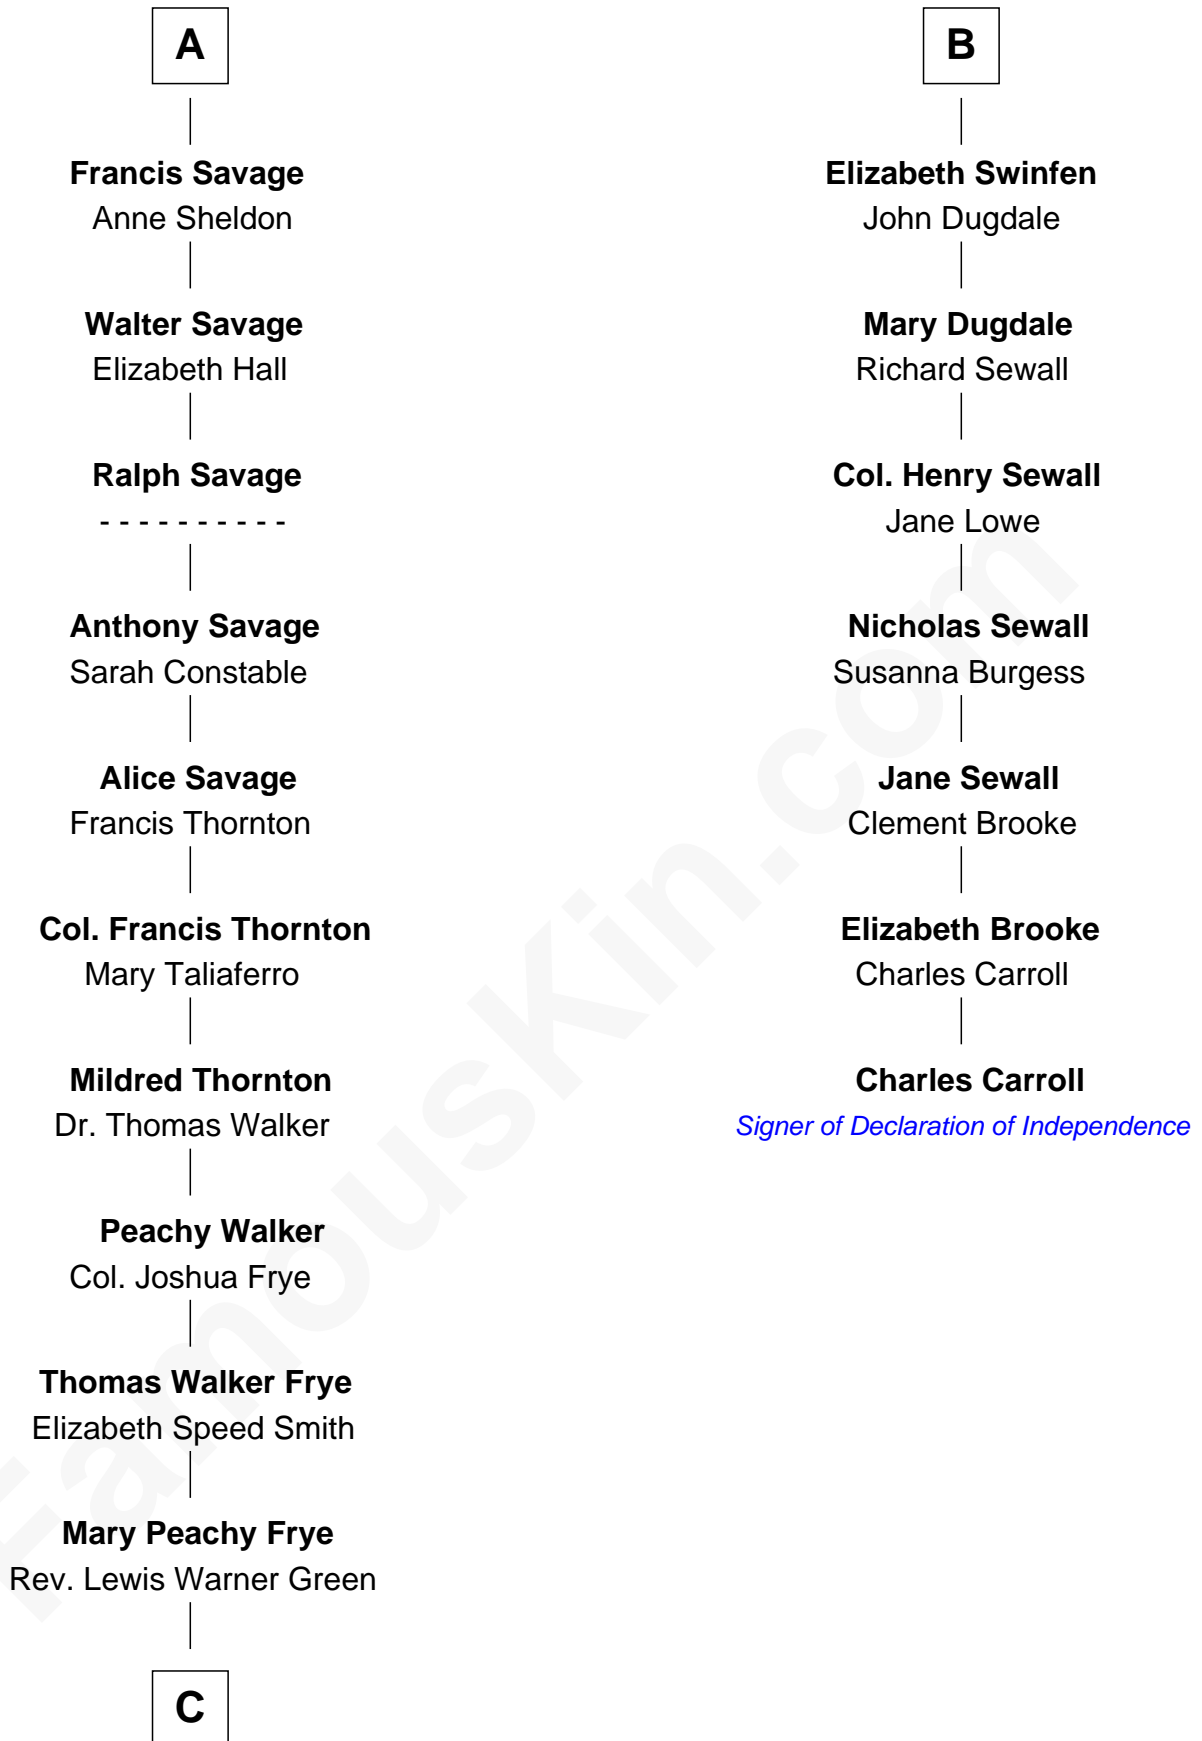 A
Francis Savage
Anne Sheldon
Walter Savage
Elizabeth Hall
Ralph Savage
- - - - - - - - - -
Anthony Savage
Sarah Constable
Alice Savage
Francis Thornton
Col. Francis Thornton
Mary Taliaferro
Mildred Thornton
Dr. Thomas Walker
Peachy Walker
Col. Joshua Frye
Thomas Walker Frye
Elizabeth Speed Smith
Mary Peachy Frye
Rev. Lewis Warner Green
C
B
Elizabeth Swinfen
John Dugdale
Mary Dugdale
Richard Sewall
Col. Henry Sewall
Jane Lowe
Nicholas Sewall
Susanna Burgess
Jane Sewall
Clement Brooke
Elizabeth Brooke
Charles Carroll
Charles Carroll
Signer of Declaration of Independence
FamousKin.com